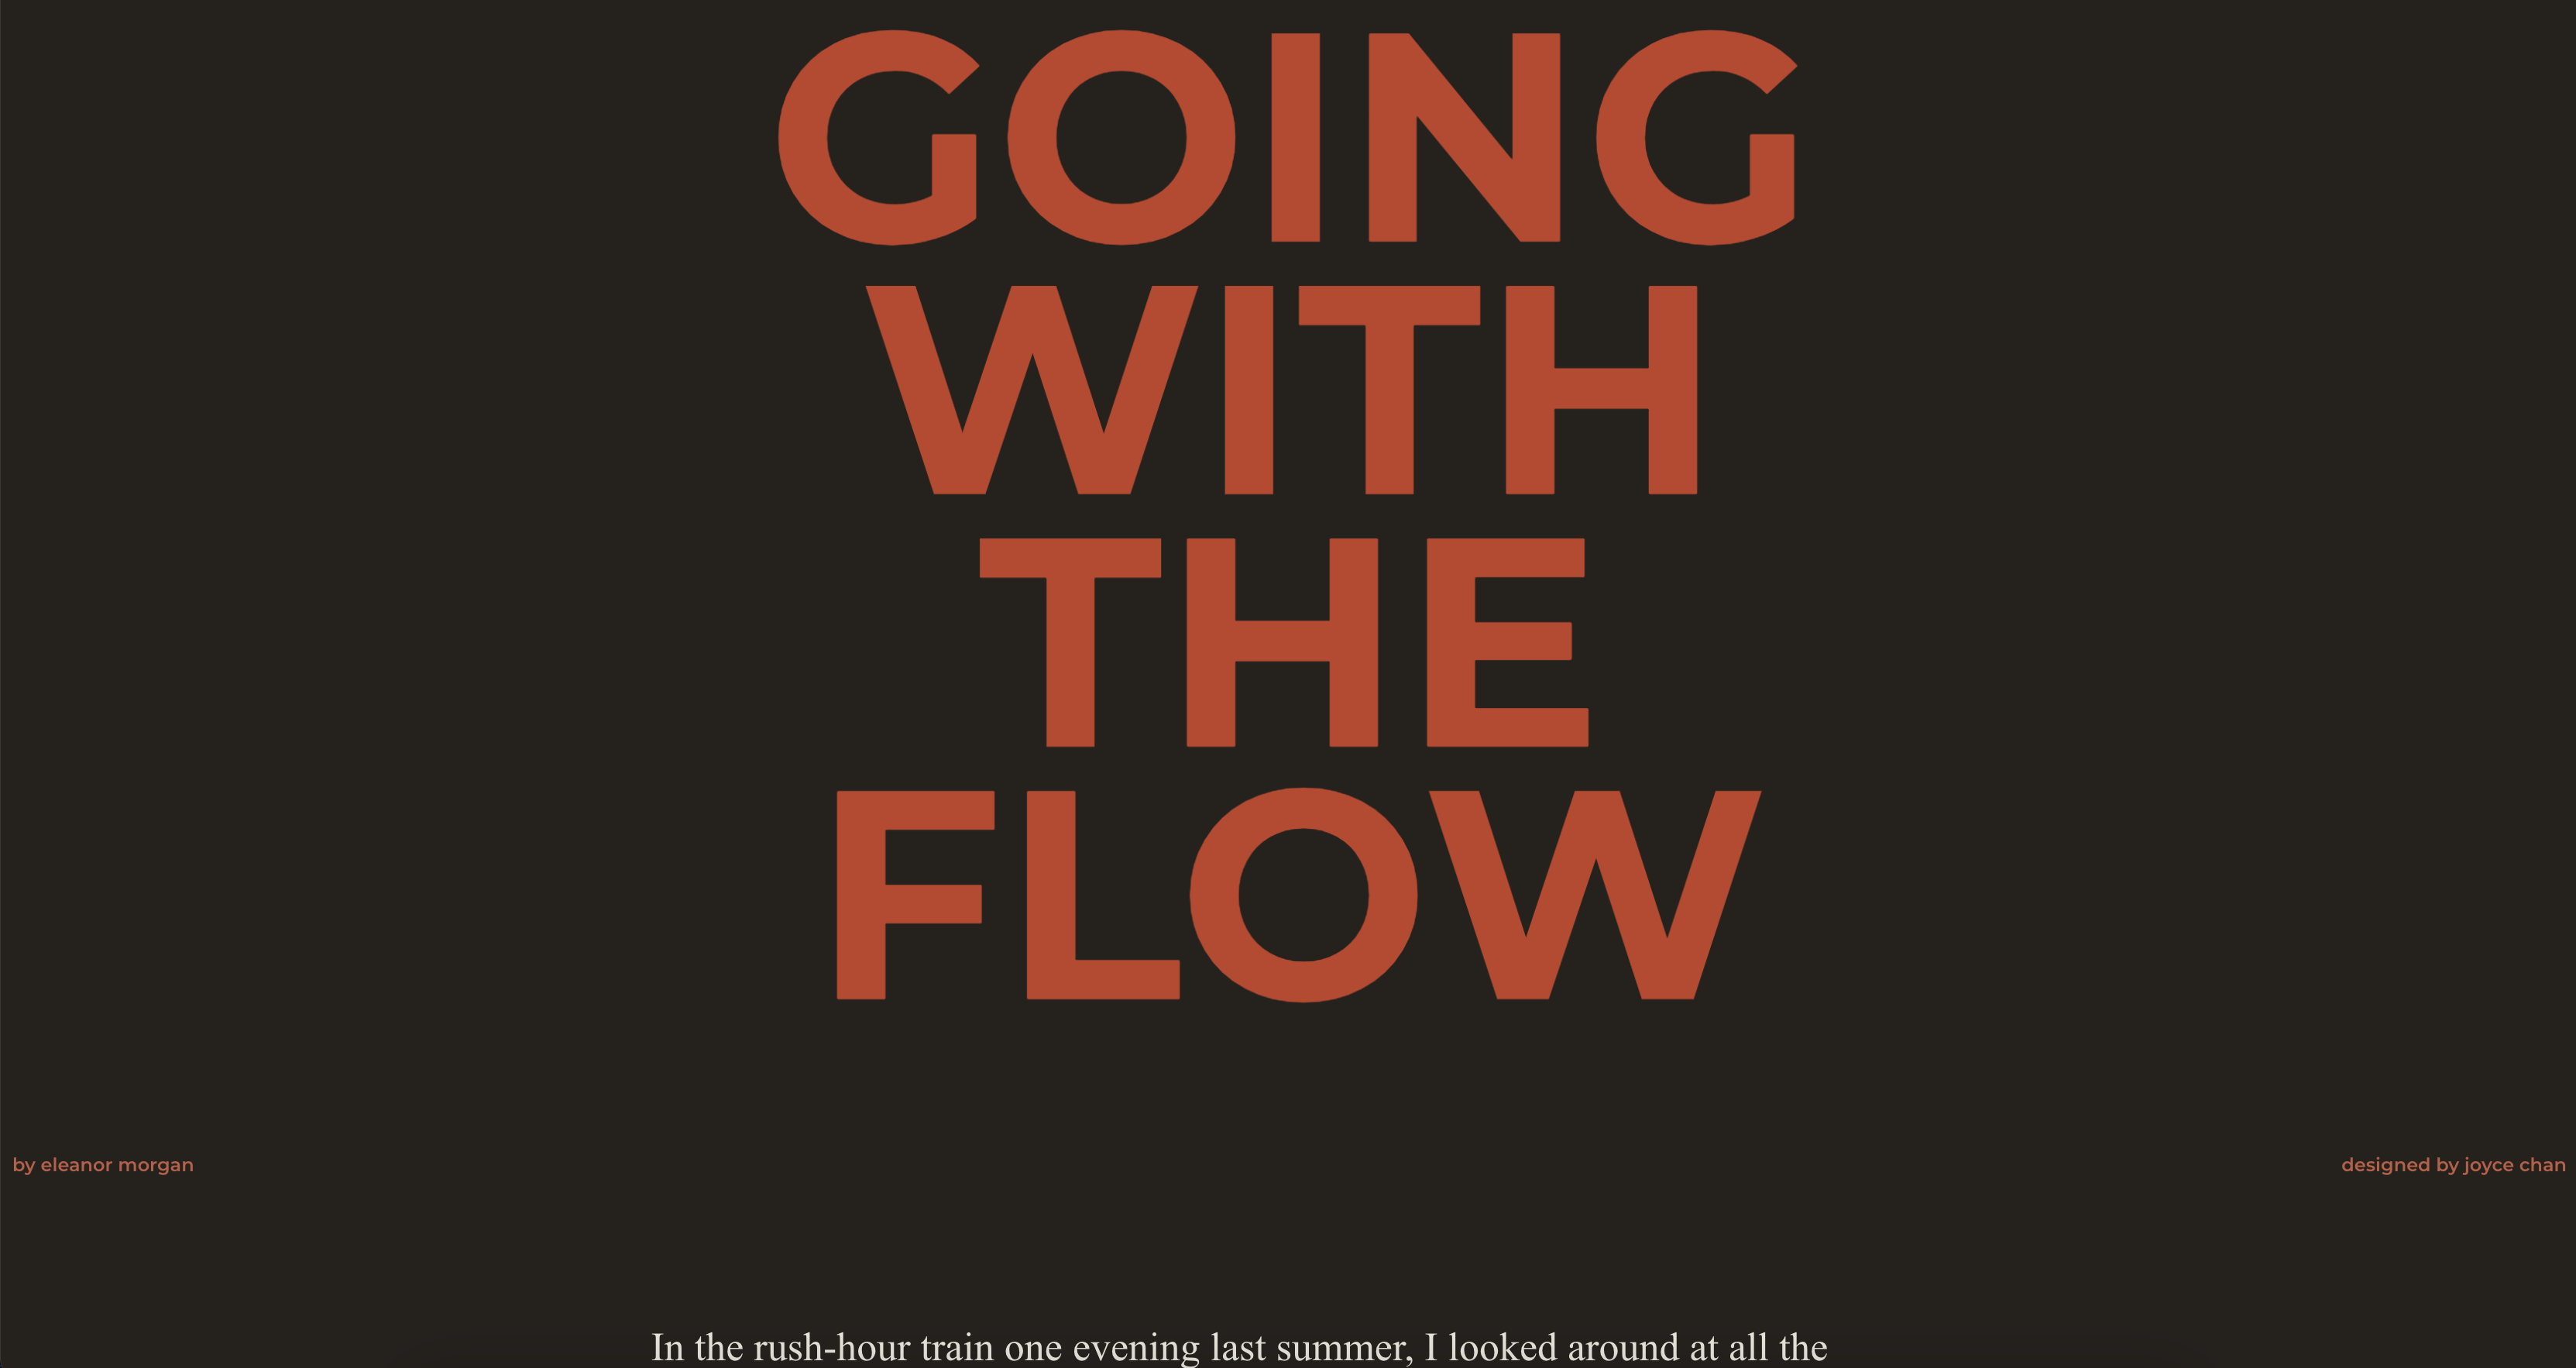 GOING
WITH
THE
FLOW
by eleanor morgan
designed by joyce chan
In the rush-hour train one evening last summer, I looked around at all the